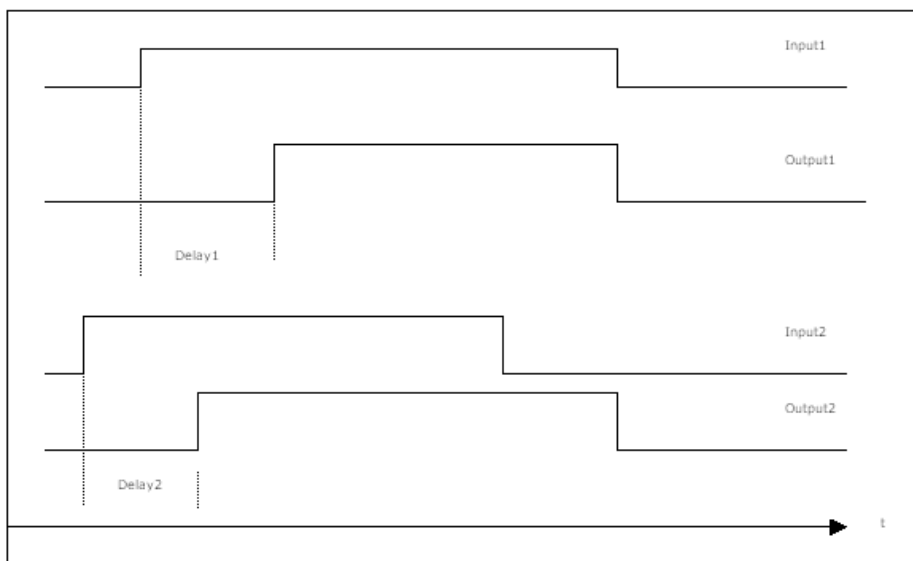 Input1
Output1
Delay1
Input2
Output2
Delay2
t